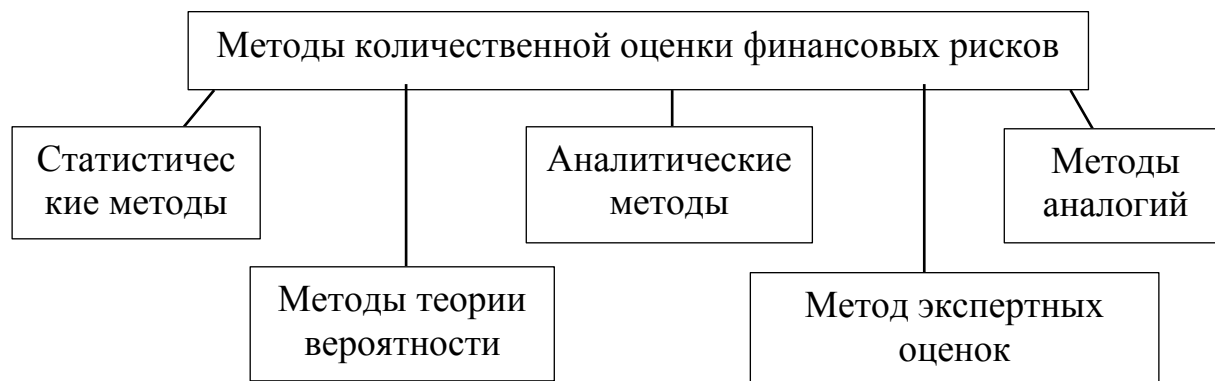 Методы количественной оценки финансовых рисков
Статистичес
кие методы
Аналитические
методы
Методы
аналогий
Методы теории
вероятности
Метод экспертных
оценок